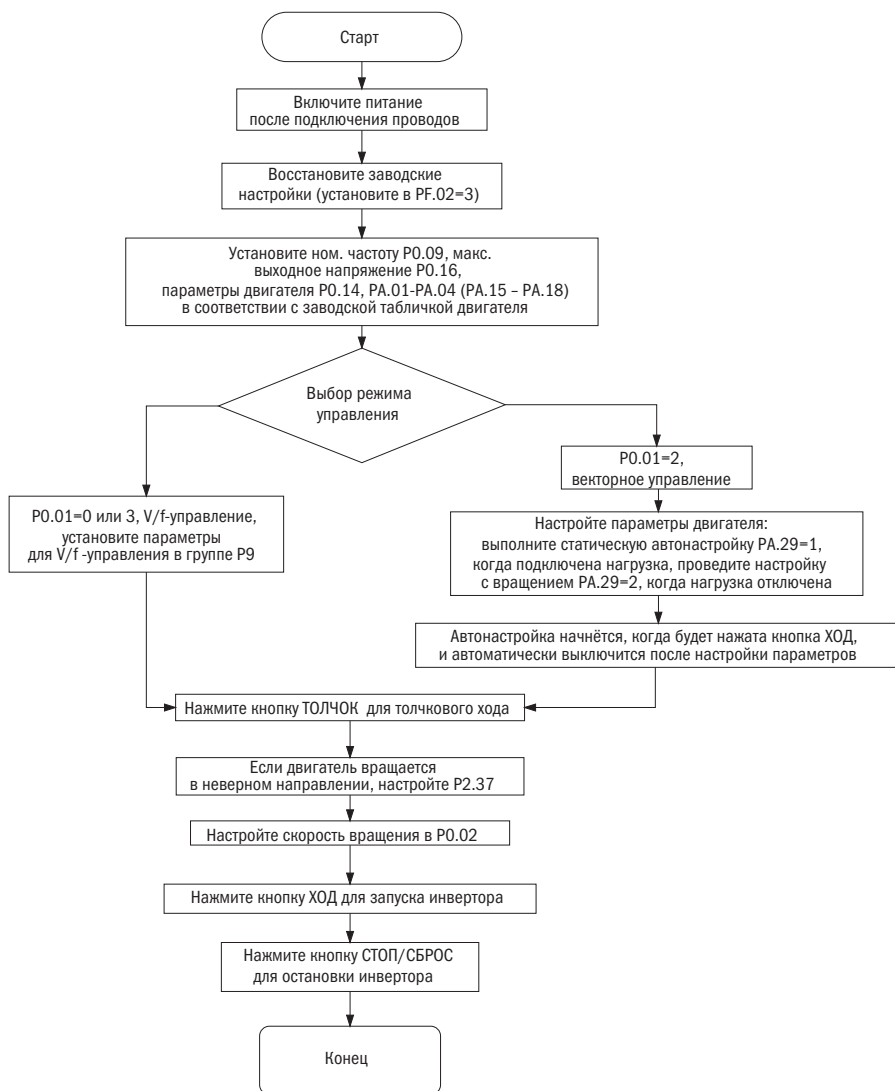 Старт
Включите питание
после подключения проводов
Восстановите заводские
настройки (установите в PF.02=3)
Установите ном. частоту P0.09, макс.
выходное напряжение P0.16,
параметры двигателя P0.14, PA.01-PA.04 (PA.15 – PA.18)
в соответствии с заводской табличкой двигателя
Выбор режима
управления
P0.01=0 или 3, V/f-управление,
установите параметры
для V/f -управления в группе P9
P0.01=2,
векторное управление
Настройте параметры двигателя:
выполните статическую автонастройку PA.29=1,
когда подключена нагрузка, проведите настройку
с вращением PA.29=2, когда нагрузка отключена
Автонастройка начнётся, когда будет нажата кнопка ХОД,
и автоматически выключится после настройки параметров
Нажмите кнопку ТОЛЧОК для толчкового хода
Если двигатель вращается
в неверном направлении, настройте P2.37
Настройте скорость вращения в P0.02
Нажмите кнопку ХОД для запуска инвертора
Нажмите кнопку СТОП/СБРОС
для остановки инвертора
Конец